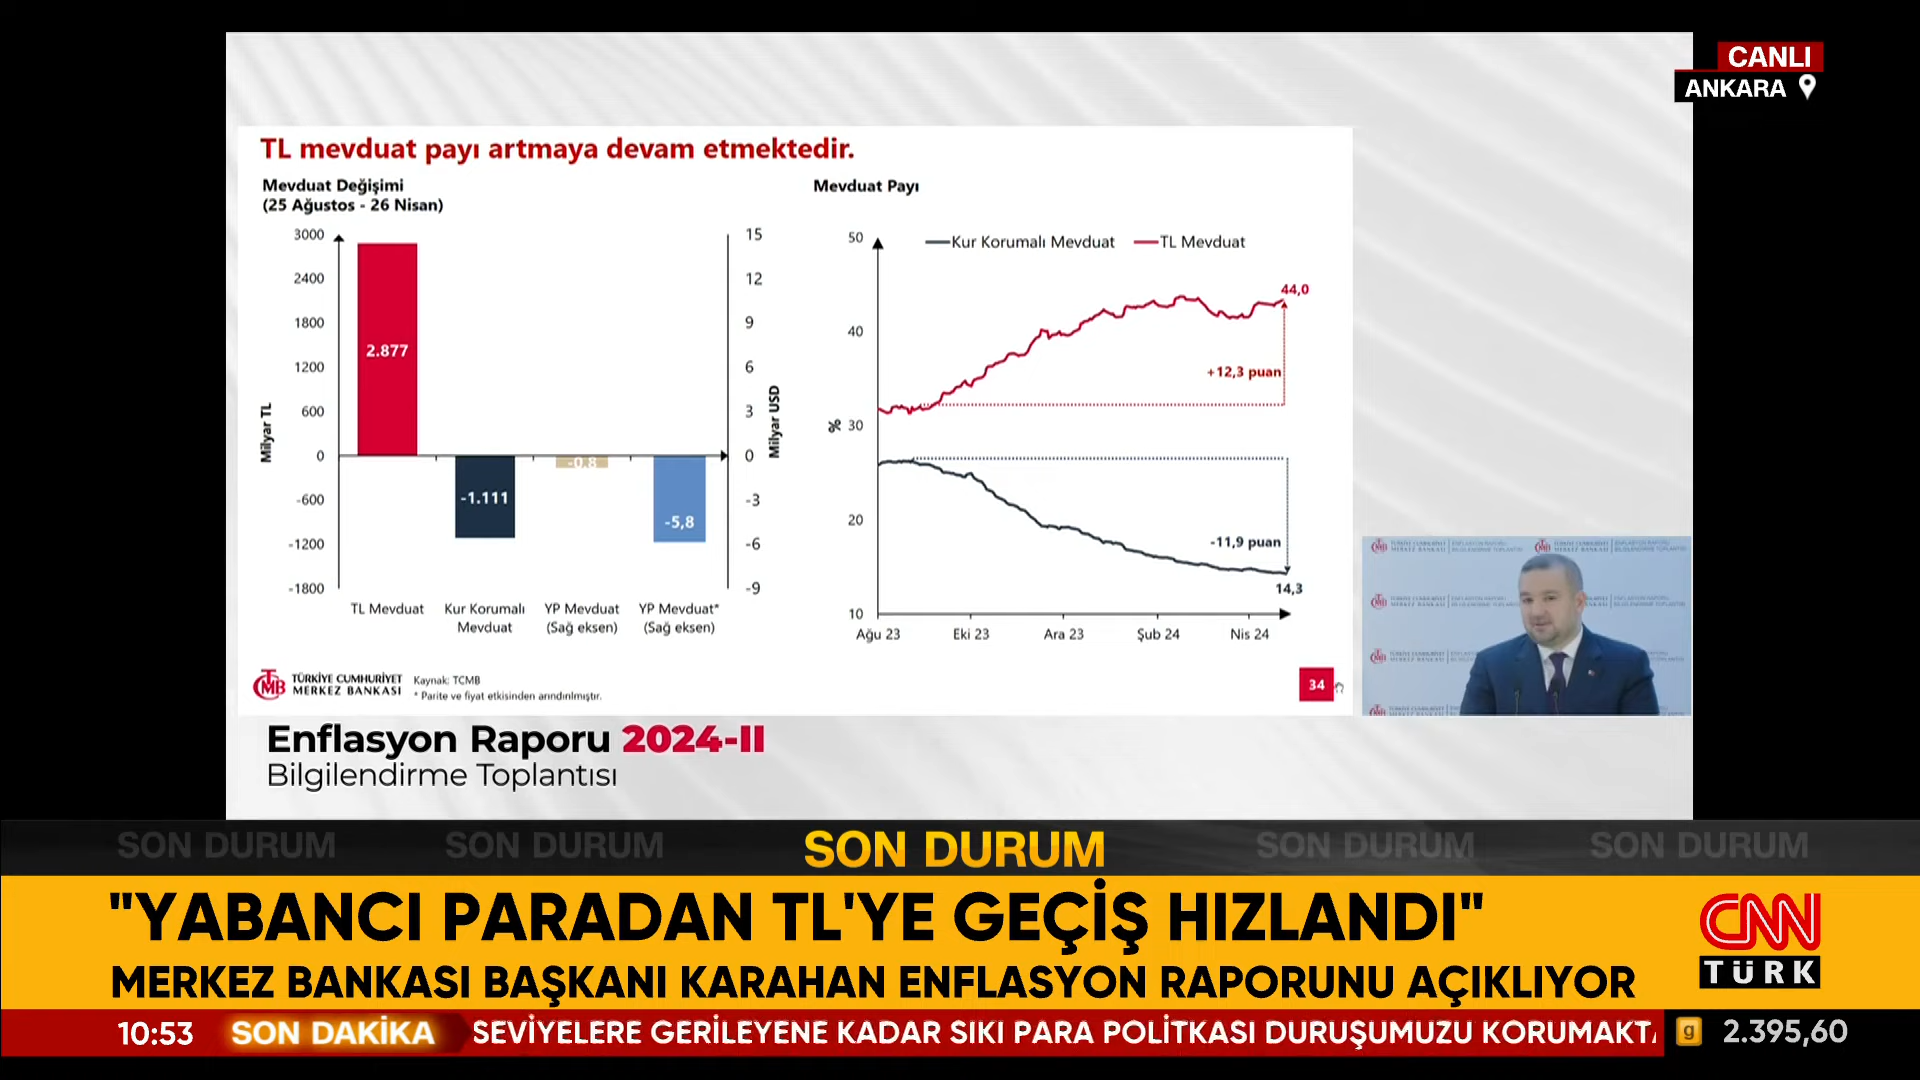 CANLI
ANKARA
TL mevduat payı artmaya devam etmektedir.
Mevduat Değişimi
(25 Ağustos - 26 Nisan)
3000
2400
1800
1200
600
0
-600
-1200
-1800
Milyar TL
2.877
-1.111
-0.8
-5,8
15
12
9
6
3
0
-3
-6
-9
Milyar USD
TL Mevduat
Kur Korumalı
Mevduat
YP Mevduat
(Sağ eksen)
YP Mevduat*
(Sağ eksen)
Mevduat Payı
Kur Korumalı Mevduat
TL Mevduat
50
40
30
20
10
%
44,0
+12,3 puan
-11,9 puan
14,3
Ağu 23
Eki 23
Ara 23
Şub 24
Nis 24
TCMB
TÜRKİYE CUMHURİYET
MERKEZ BANKASI
Kaynak: TCMB
* Parite ve fiyat etkisinden arındırılmıştır.
34
Enflasyon Raporu 2024-II
Bilgilendirme Toplantısı
SON DURUM SON DURUM SON DURUM SON DURUM SON DURUM
"YABANCI PARADAN TL'YE GEÇİŞ HIZLANDI"
MERKEZ BANKASI BAŞKANI KARAHAN ENFLASYON RAPORUNU AÇIKLIYOR
CNN
TÜRK
10:53 SON DAKİKA SEVİYELERE GERİLEYENE KADAR SIKI PARA POLİTKASI DURUŞUMUZU KORUMAKTA
g 2.395,60